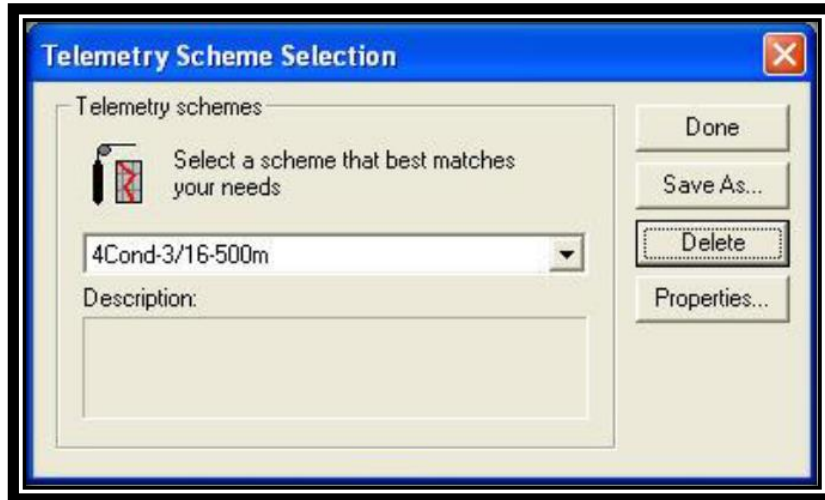 Telemetry Scheme Selection
Telemetry schemes
Select a scheme that best matches
your needs
4Cond-3/16-500m
Description:
Done
Save As...
Delete
Properties...